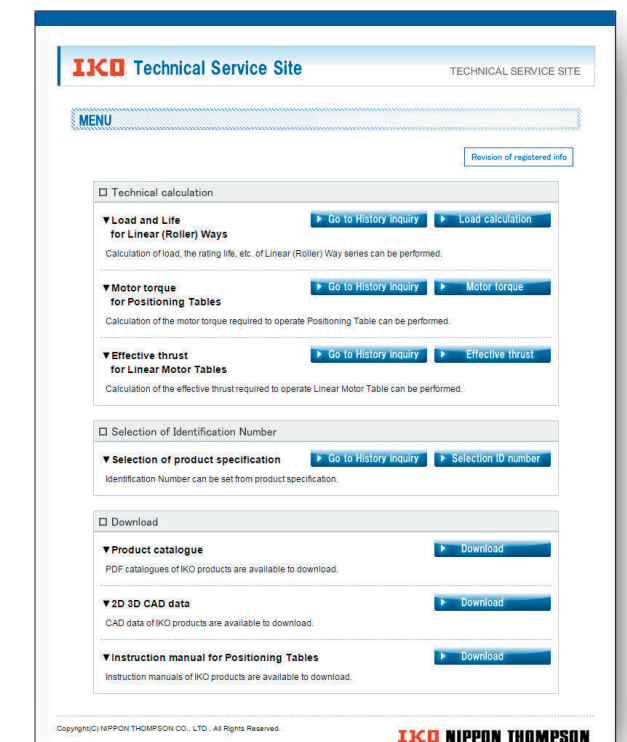 IKO Technical Service Site
TECHNICAL SERVICE SITE
MENU
Revision of registered info
Technical calculation
▼Load and Life
for Linear (Roller) Ways
Go to History inquiry
Load calculation
Calculation of load, the rating life, etc. of Linear (Roller) Way series can be performed.
▼Motor torque
for Positioning Tables
Go to History inquiry
Motor torque
Calculation of the motor torque required to operate Positioning Table can be performed.
▼Effective thrust
for Linear Motor Tables
Go to History inquiry
Effective thrust
Calculation of the effective thrust required to operate Linear Motor Table can be performed.
Selection of Identification Number
▼Selection of product specification
Go to History inquiry
Selection ID number
Identification Number can be set from product specification.
Download
▼Product catalogue
Download
PDF catalogues of IKO products are available to download.
▼2D 3D CAD data
Download
CAD data of IKO products are available to download.
▼Instruction manual for Positioning Tables
Download
Instruction manuals of IKO products are available to download.
Copyright(C) NIPPON THOMPSON CO., LTD. All Rights Reserved.
IKO NIPPON THOMPSON